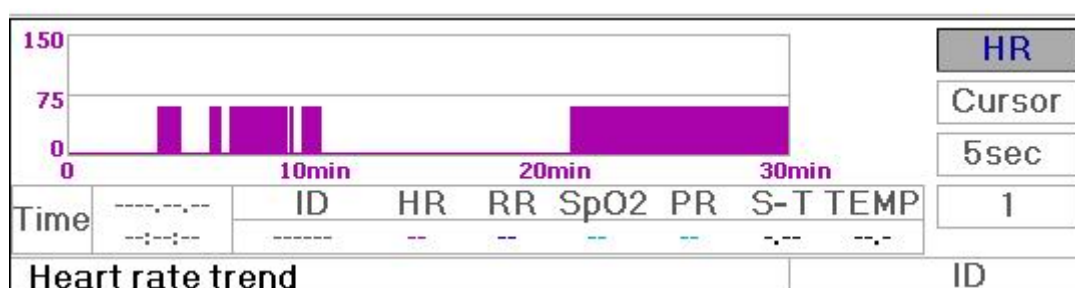 150
HR
75
Cursor
0
5sec
0 10min 20min 30min
1
Time ----.--.-- ID HR RR SpO2 PR S-T TEMP
--:--:-- ------ -- -- -- -- -.-- --.-
Heart rate trend ID